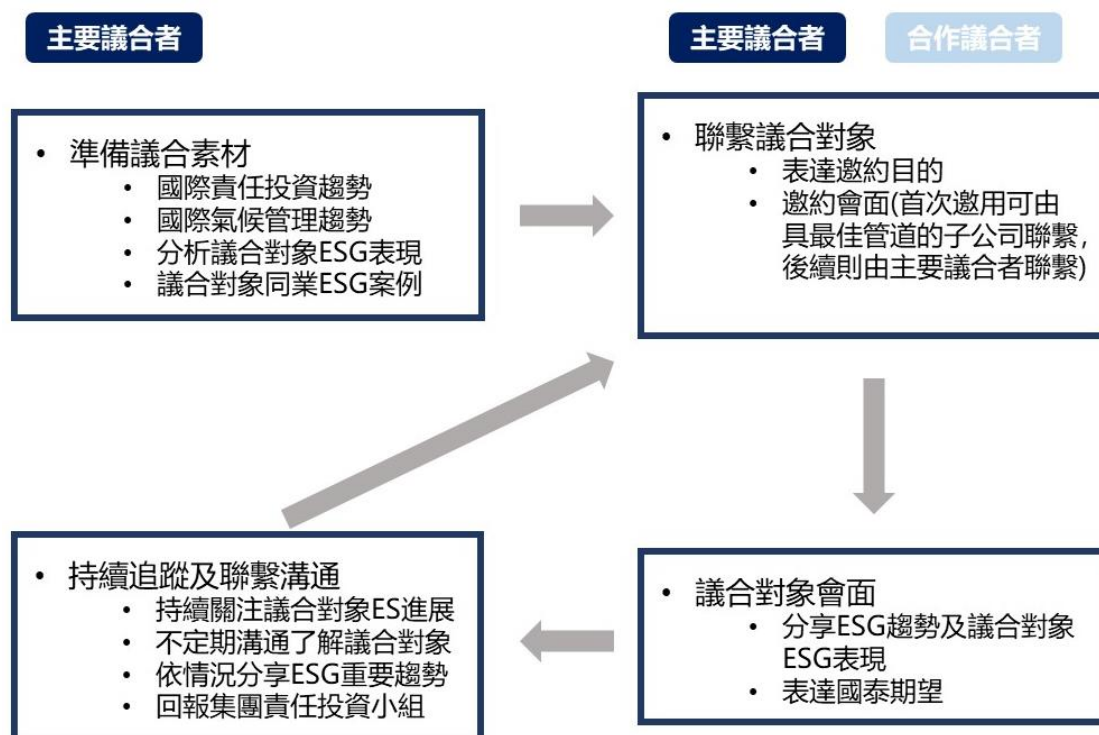 主要議合者
主要議合者
合作議合者
• 準備議合素材
• 國際責任投資趨勢
• 國際氣候管理趨勢
• 分析議合對象ESG表現
• 議合對象同業ESG案例
• 聯繫議合對象
• 表達邀約目的
• 邀約會面(首次邀用可由
具最佳管道的子公司聯繫，
後續則由主要議合者聯繫)
• 持續追蹤及聯繫溝通
• 持續關注議合對象ES進展
• 不定期溝通了解議合對象
• 依情況分享ESG重要趨勢
• 回報集團責任投資小組
• 議合對象會面
• 分享ESG趨勢及議合對象
ESG表現
• 表達國泰期望